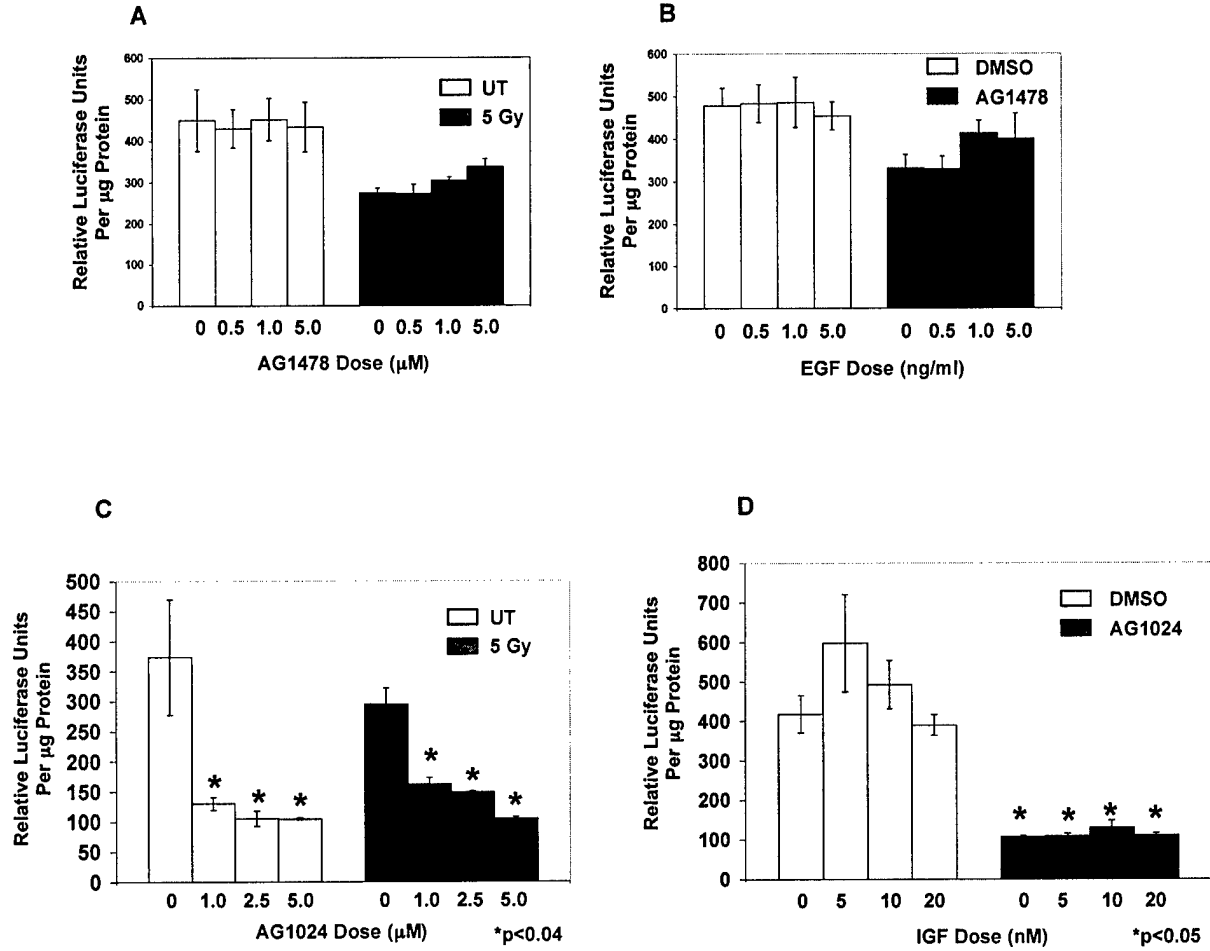 A
Relative Luciferase Units
Per µg Protein
600
500
400
300
200
100
0
UT
5 Gy
0 0.5 1.0 5.0 0 0.5 1.0 5.0
AG1478 Dose (µM)
B
Relative Luciferase Units
Per µg Protein
600
500
400
300
200
100
0
DMSO
AG1478
0 0.5 1.0 5.0 0 0.5 1.0 5.0
EGF Dose (ng/ml)
C
Relative Luciferase Units
Per µg Protein
500
450
400
350
300
250
200
150
100
50
0
UT
5 Gy
* * * * * *
0 1.0 2.5 5.0 0 1.0 2.5 5.0
AG1024 Dose (µM) *p<0.04
D
Relative Luciferase Units
Per µg Protein
800
700
600
500
400
300
200
100
0
DMSO
AG1024
* * * *
0 5 10 20 0 5 10 20
IGF Dose (nM) *p<0.05